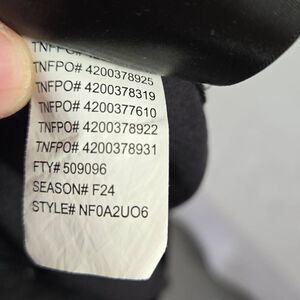 TNFPO# 4200378925
TNFPO# 4200378319
TNFPO# 4200377610
TNFPO# 4200378922
TNFPO# 4200378931
FTY# 509096
SEASON# F24
STYLE# NF0A2UO6